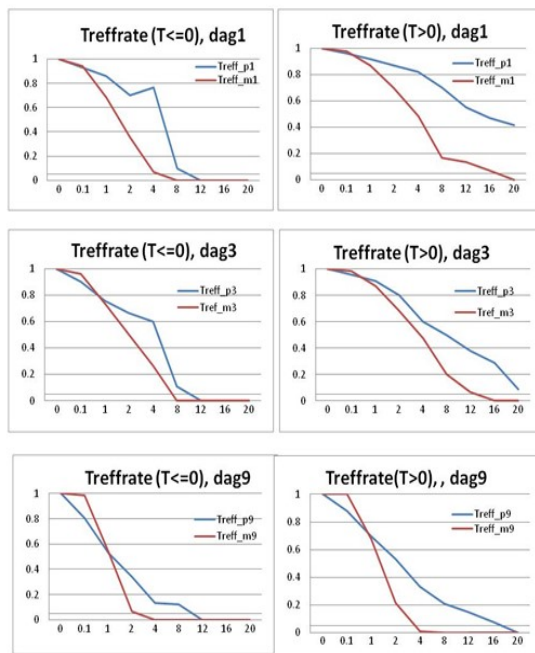 Treffrate (T<=0), dag1
1
0.8
0.6
0.4
0.2
0
0 0.1 1 2 4 8 12 16 20
Treff_p1
Treff_m1
Treffrate (T>0), dag1
1
0.8
0.6
0.4
0.2
0
0 0.1 1 2 4 8 12 16 20
Treff_p1
Treff_m1
Treffrate (T<=0), dag3
1
0.8
0.6
0.4
0.2
0
0 0.1 1 2 4 8 12 16 20
Treff_p3
Tref_m3
Treffrate (T>0), dag3
1
0.8
0.6
0.4
0.2
0
0 0.1 1 2 4 8 12 16 20
Treff_p3
Tref_m3
Treffrate (T<=0), dag9
1
0.8
0.6
0.4
0.2
0
0 0.1 1 2 4 8 12 16 20
Treff_p9
Treff_m9
Treffrate(T>0), , dag9
1
0.8
0.6
0.4
0.2
0
0 0.1 1 2 4 8 12 16 20
Treff_p9
Treff_m9